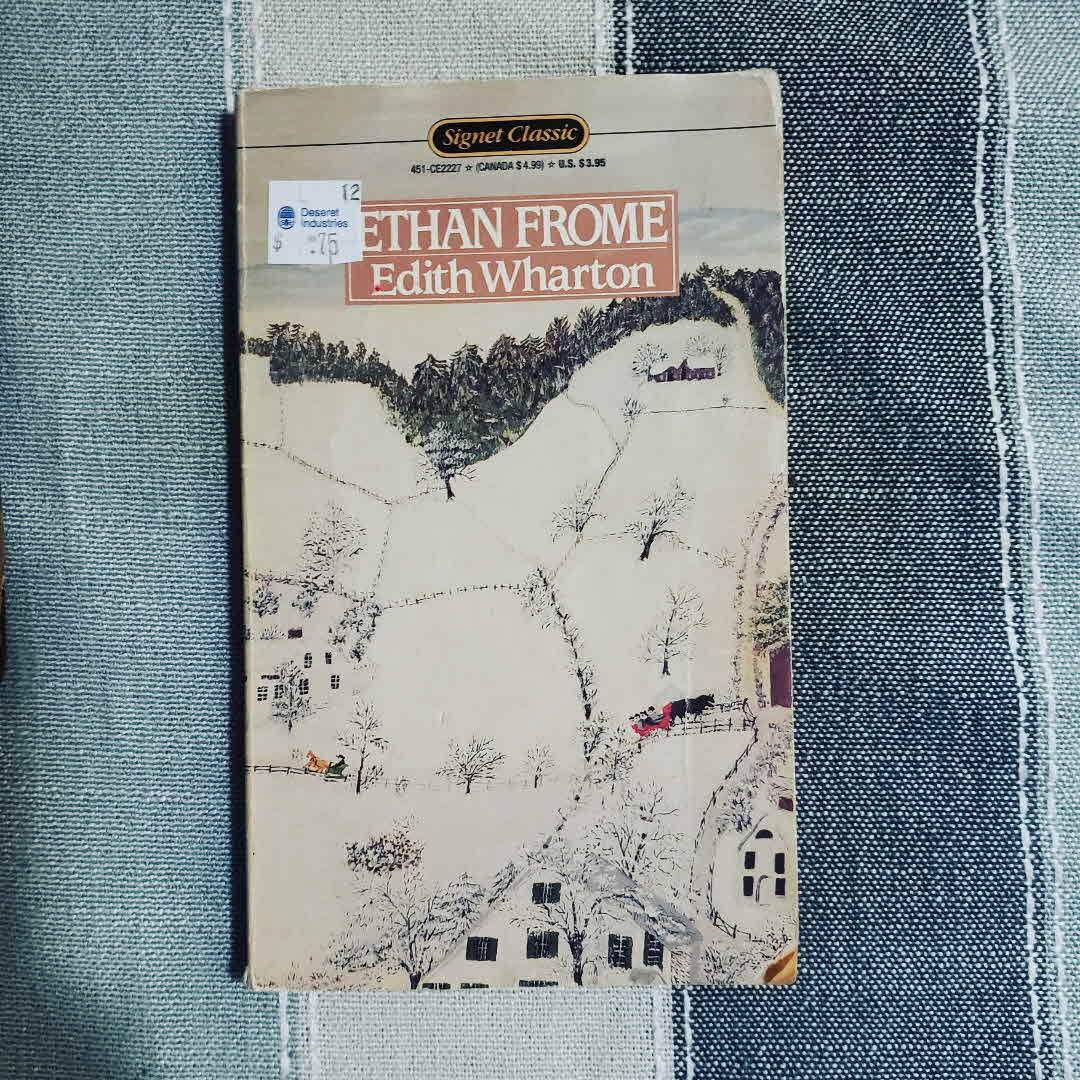 Signet Classic
451-CE2227 ☆ (CANADA $4.99) ☆ U.S. $3.95
12
Deseret
Industries
$ .75
ETHAN FROME
Edith Wharton